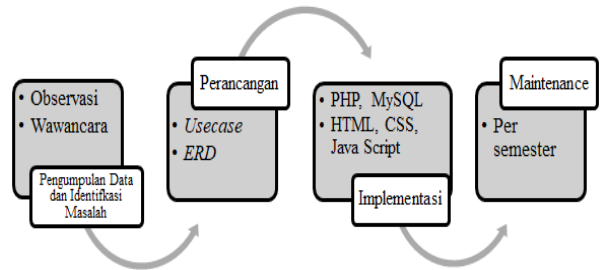 • Observasi
• Wawancara
Pengumpulan Data
dan Identifkasi
Masalah
Perancangan
• Usecase
• ERD
• PHP, MySQL
• HTML, CSS,
Java Script
Implementasi
Maintenance
• Per
semester